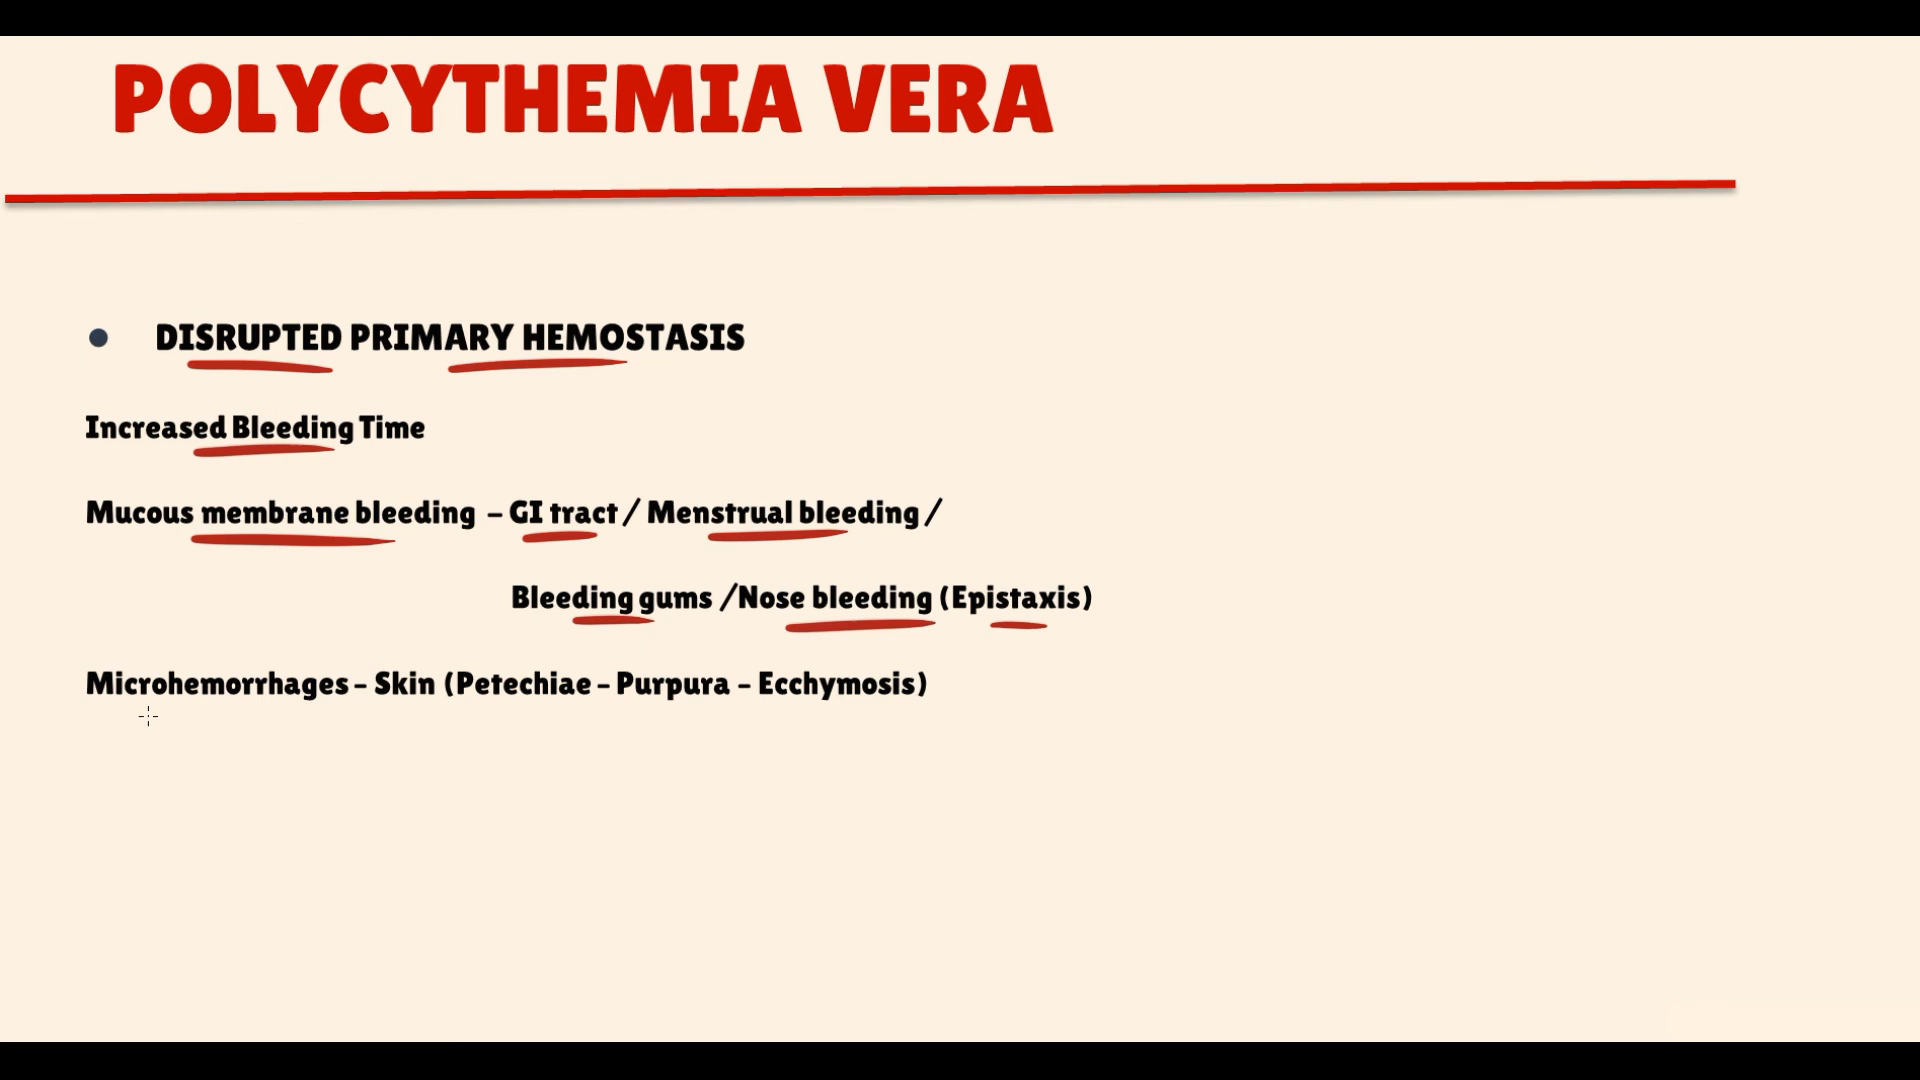 POLYCYTHEMIA VERA
• DISRUPTED PRIMARY HEMOSTASIS
Increased Bleeding Time
Mucous membrane bleeding – GI tract / Menstrual bleeding /
Bleeding gums /Nose bleeding (Epistaxis)
Microhemorrhages – Skin (Petechiae – Purpura – Ecchymosis)